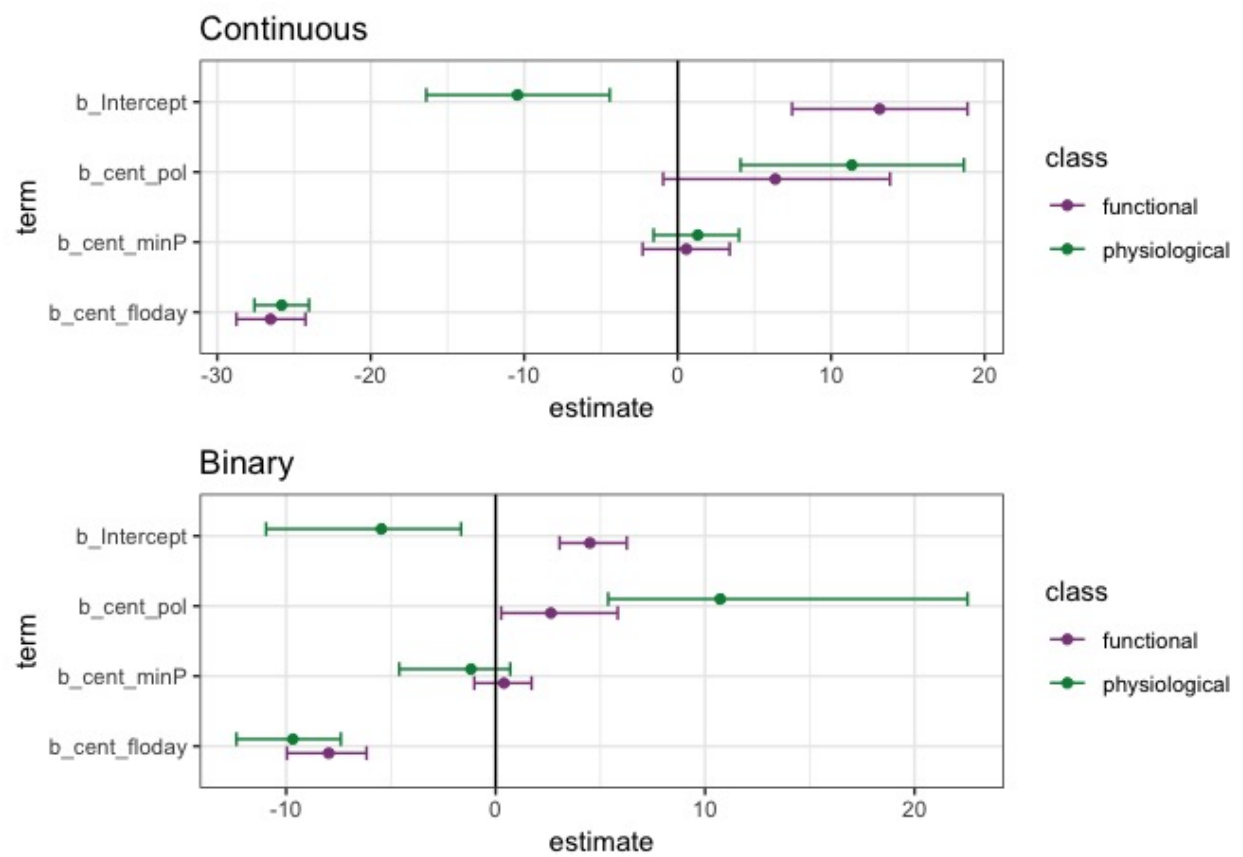 Continuous
b_Intercept
b_cent_pol
b_cent_minP
b_cent_floday
term
-30 -20 -10 0 10 20
estimate
class
functional
physiological
Binary
b_Intercept
b_cent_pol
b_cent_minP
b_cent_floday
term
-10 0 10 20
estimate
class
functional
physiological